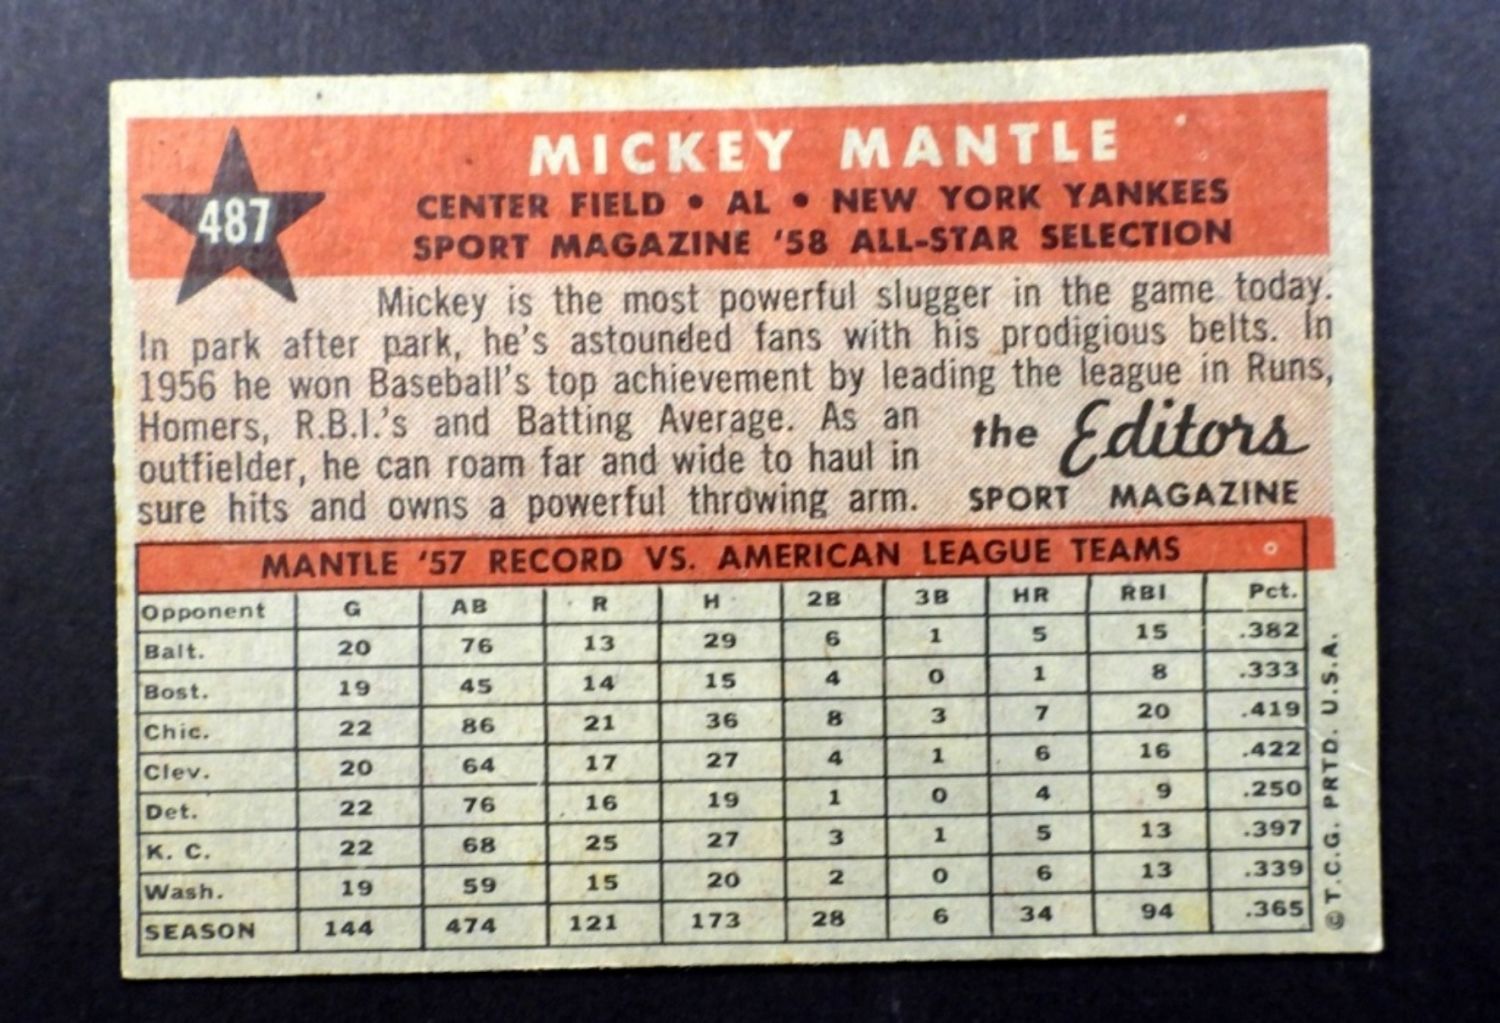 487
MICKEY MANTLE
CENTER FIELD • AL • NEW YORK YANKEES
SPORT MAGAZINE '58 ALL-STAR SELECTION
Mickey is the most powerful slugger in the game today.
In park after park, he's astounded fans with his prodigious belts. In
1956 he won Baseball's top achievement by leading the league in Runs,
Homers, R.B.I.'s and Batting Average. As an
outfielder, he can roam far and wide to haul in
sure hits and owns a powerful throwing arm.
the Editors
SPORT MAGAZINE
MANTLE '57 RECORD VS. AMERICAN LEAGUE TEAMS
Opponent G AB R H 2B 3B HR RBI Pct.
Balt. 20 76 13 29 6 1 5 15 .382
Bost. 19 45 14 15 4 0 1 8 .333
Chic. 22 86 21 36 8 3 7 20 .419
Clev. 20 64 17 27 4 1 6 16 .422
Det. 22 76 16 19 1 0 4 9 .250
K. C. 22 68 25 27 3 1 5 13 .397
Wash. 19 59 15 20 2 0 6 13 .339
SEASON 144 474 121 173 28 6 34 94 .365
© T.C.G. PRTD. U.S.A.